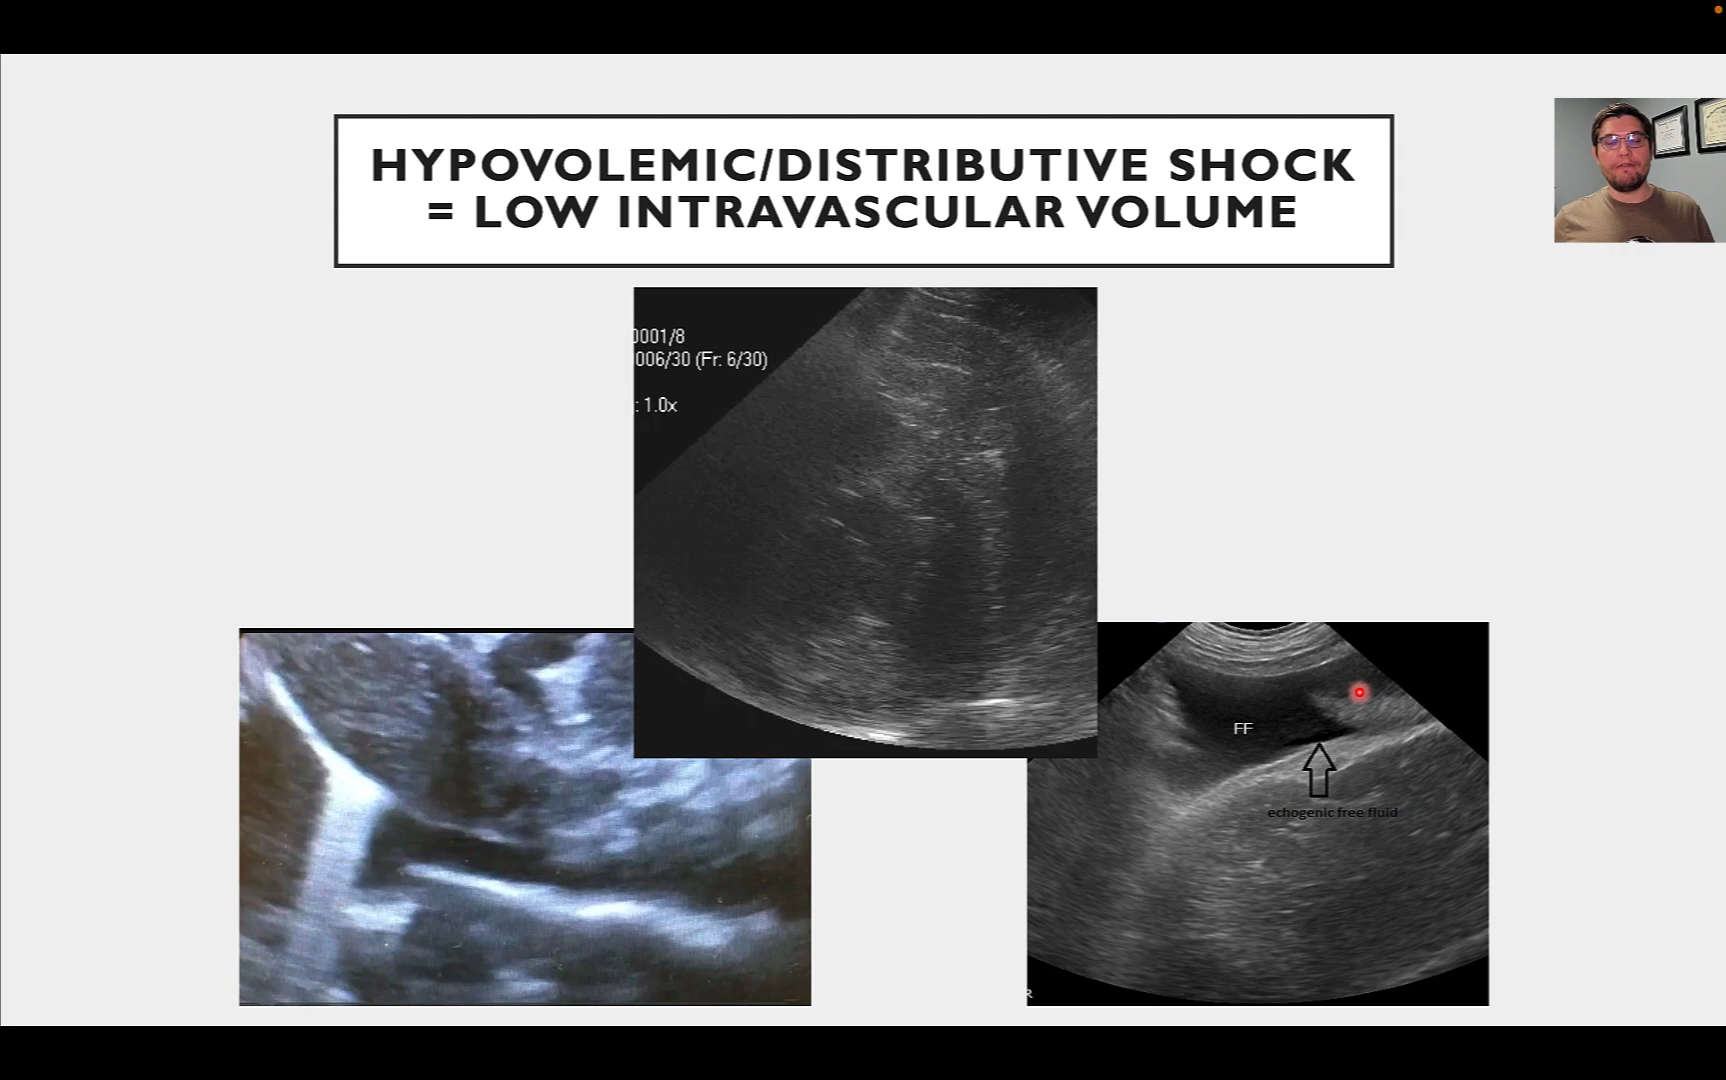 HYPOVOLEMIC/DISTRIBUTIVE SHOCK
= LOW INTRAVASCULAR VOLUME
0001/8
006/30 (Fr: 6/30)
: 1.0x
FF
echogenic free fluid
R